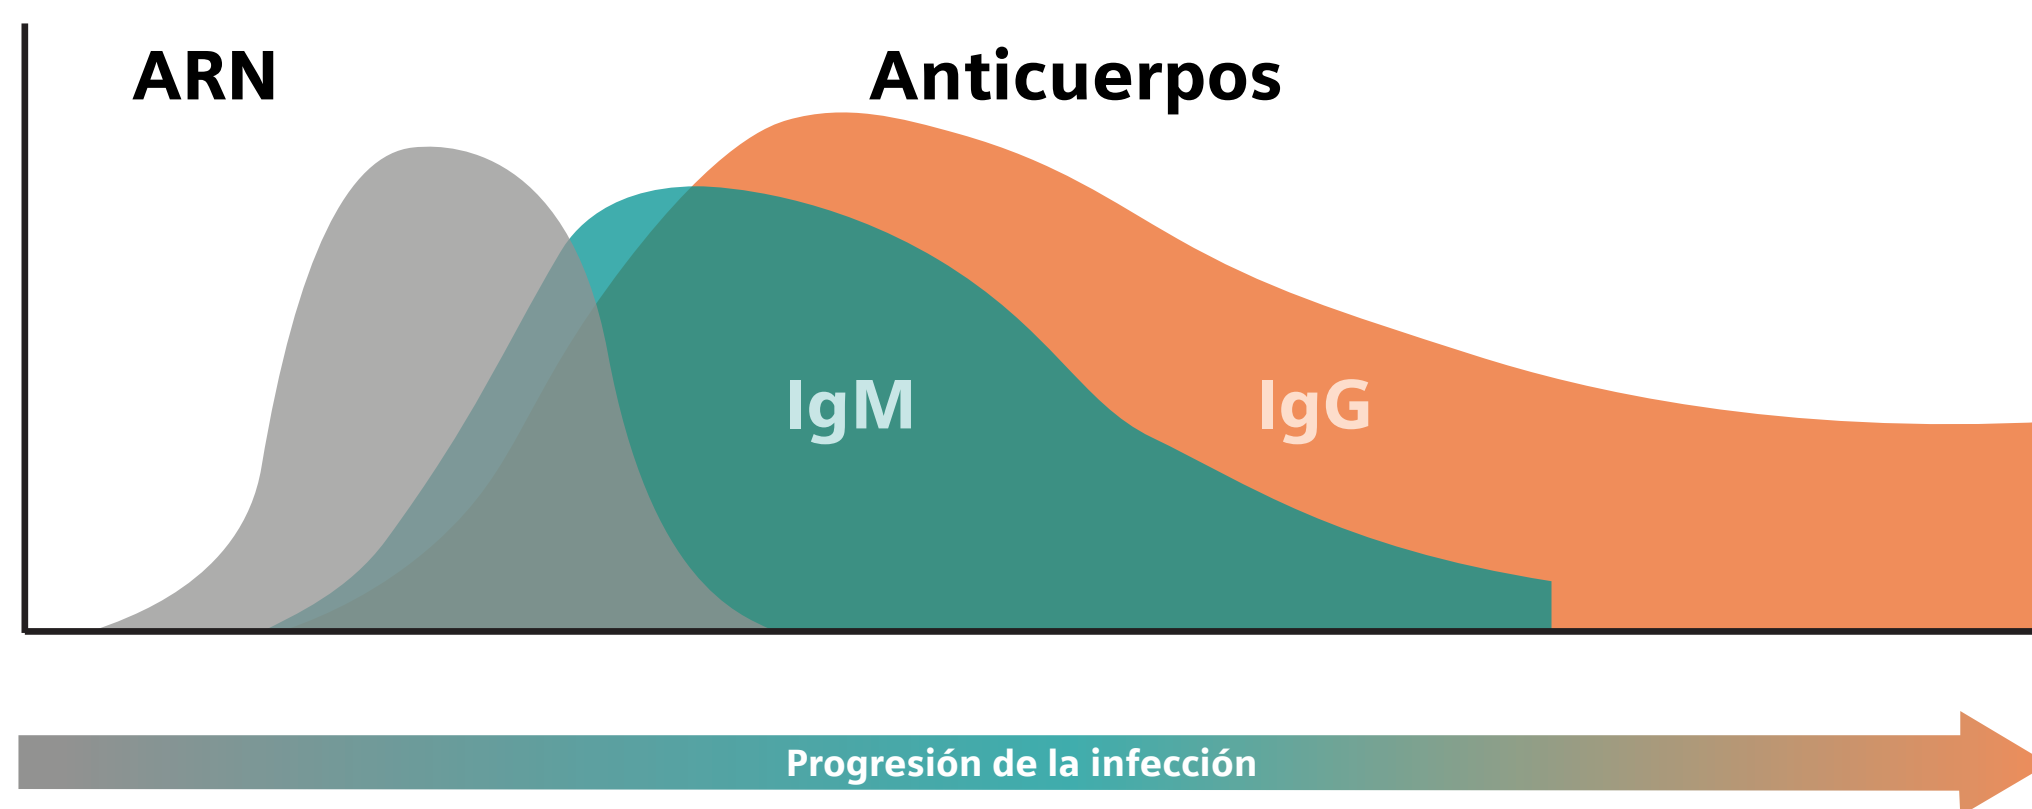 ARN
Anticuerpos
IgM
IgG
Progresión de la infección